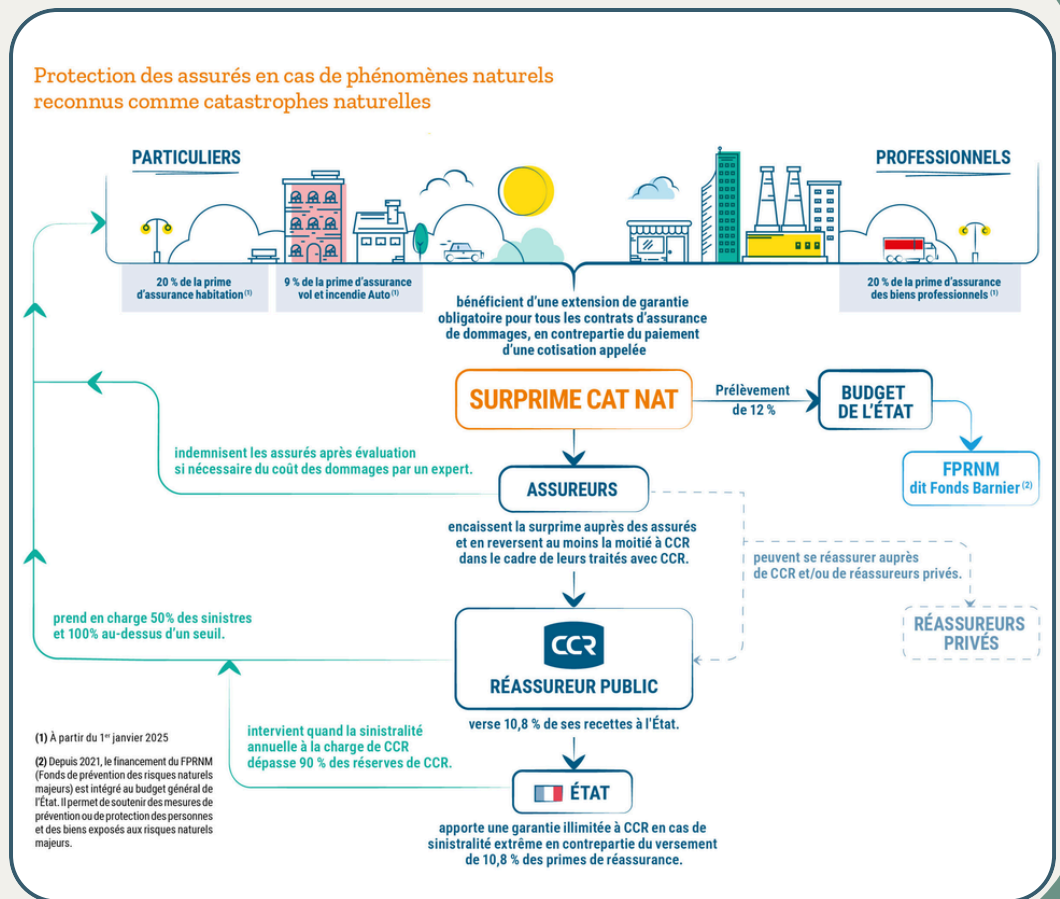 Protection des assurés en cas de phénomènes naturels
reconnus comme catastrophes naturelles
PARTICULIERS
PROFESSIONNELS
20 % de la prime
d'assurance habitation (1)
9 % de la prime d'assurance
vol et incendie Auto (1)
20 % de la prime d'assurance
des biens professionnels (1)
bénéficient d'une extension de garantie
obligatoire pour tous les contrats d'assurance
de dommages, en contrepartie du paiement
d'une cotisation appelée
SURPRIME CAT NAT
Prélèvement
de 12 %
BUDGET
DE L'ÉTAT
FPRNM
dit Fonds Barnier (2)
indemnisent les assurés après évaluation
si nécessaire du coût des dommages par un expert.
ASSUREURS
encaissent la surprime auprès des assurés
et en reversent au moins la moitié à CCR
dans le cadre de leurs traités avec CCR.
peuvent se réassurer auprès
de CCR et/ou de réassureurs privés.
RÉASSUREURS
PRIVÉS
prend en charge 50% des sinistres
et 100% au-dessus d'un seuil.
CCR
RÉASSUREUR PUBLIC
verse 10,8 % de ses recettes à l'État.
intervient quand la sinistralité
annuelle à la charge de CCR
dépasse 90 % des réserves de CCR.
ÉTAT
apporte une garantie illimitée à CCR en cas de
sinistralité extrême en contrepartie du versement
de 10,8 % des primes de réassurance.
(1) À partir du 1er janvier 2025
(2) Depuis 2021, le financement du FPRNM
(Fonds de prévention des risques naturels
majeurs) est intégré au budget général de
l'État. Il permet de soutenir des mesures de
prévention ou de protection des personnes
et des biens exposés aux risques naturels
majeurs.